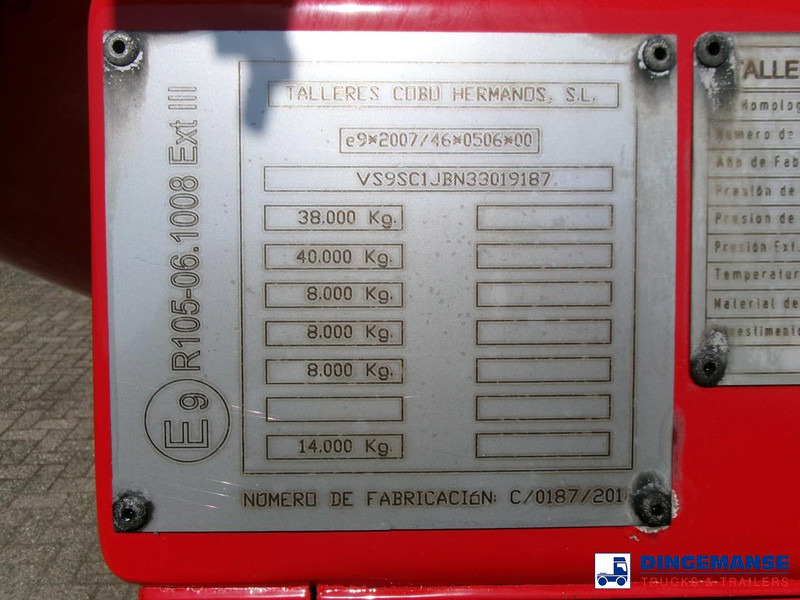 TALLERES COBO HERMANOS, S.L.
e9*2007/46*0506*00
VS9SC1JBN33019187
38.000 Kg.
40.000 Kg.
8.000 Kg.
8.000 Kg.
8.000 Kg.
14.000 Kg.
NÚMERO DE FABRICACIÓN: C/0187/201
E9 R105-06.1008 Ext III
TALLE
Homolog
Número de
Año de Fab
Presión de
Presion de
Presión Ext.
Temperatur
Material de
vestimento
DINGEMANSE
TRUCKS & TRAILERS